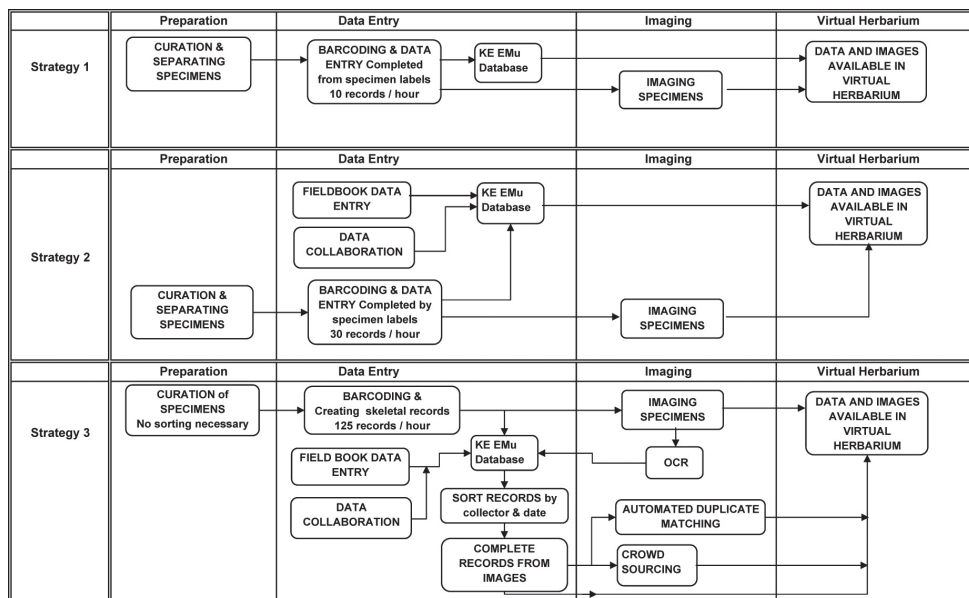 Preparation
Data Entry
Imaging
Virtual Herbarium
Strategy 1
CURATION &
SEPARATING
SPECIMENS
BARCODING & DATA
ENTRY Completed
from specimen labels
10 records / hour
KE EMu
Database
IMAGING
SPECIMENS
DATA AND IMAGES
AVAILABLE IN
VIRTUAL
HERBARIUM
Preparation
Data Entry
Imaging
Virtual Herbarium
Strategy 2
FIELDBOOK DATA
ENTRY
DATA
COLLABORATION
KE EMu
Database
CURATION &
SEPARATING
SPECIMENS
BARCODING & DATA
ENTRY Completed by
specimen labels
30 records / hour
IMAGING
SPECIMENS
DATA AND IMAGES
AVAILABLE IN
VIRTUAL
HERBARIUM
Preparation
Data Entry
Imaging
Virtual Herbarium
Strategy 3
CURATION of
SPECIMENS
No sorting necessary
BARCODING &
Creating skeletal records
125 records / hour
IMAGING
SPECIMENS
DATA AND IMAGES
AVAILABLE IN
VIRTUAL
HERBARIUM
FIELD BOOK DATA
ENTRY
KE EMu
Database
OCR
DATA
COLLABORATION
SORT RECORDS by
collector & date
AUTOMATED DUPLICATE
MATCHING
COMPLETE
RECORDS FROM
IMAGES
CROWD
SOURCING